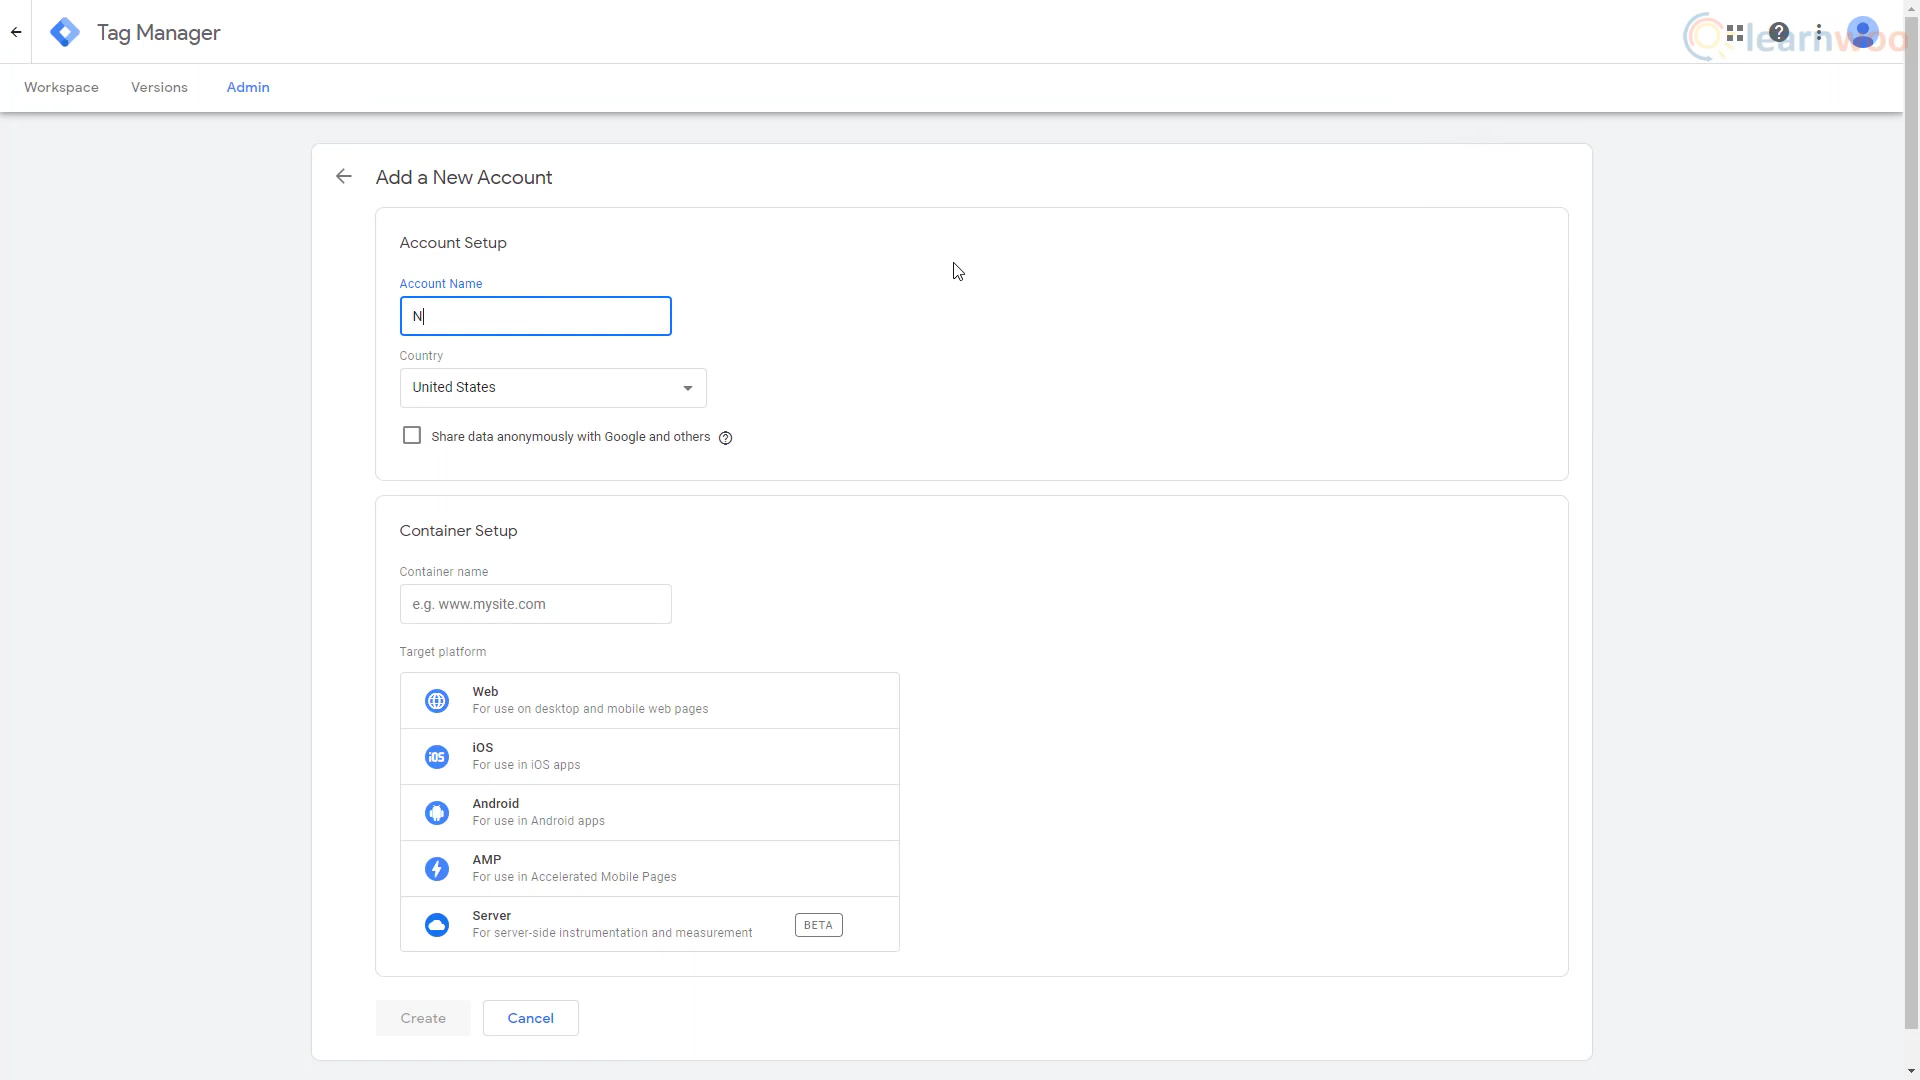 Tag Manager
learnwoo
Workspace Versions Admin
Add a New Account
Account Setup
Account Name
N
Country
United States
Share data anonymously with Google and others
Container Setup
Container name
e.g. www.mysite.com
Target platform
Web
For use on desktop and mobile web pages
iOS
iOS
For use in iOS apps
Android
For use in Android apps
AMP
For use in Accelerated Mobile Pages
Server
For server-side instrumentation and measurement
BETA
Create Cancel